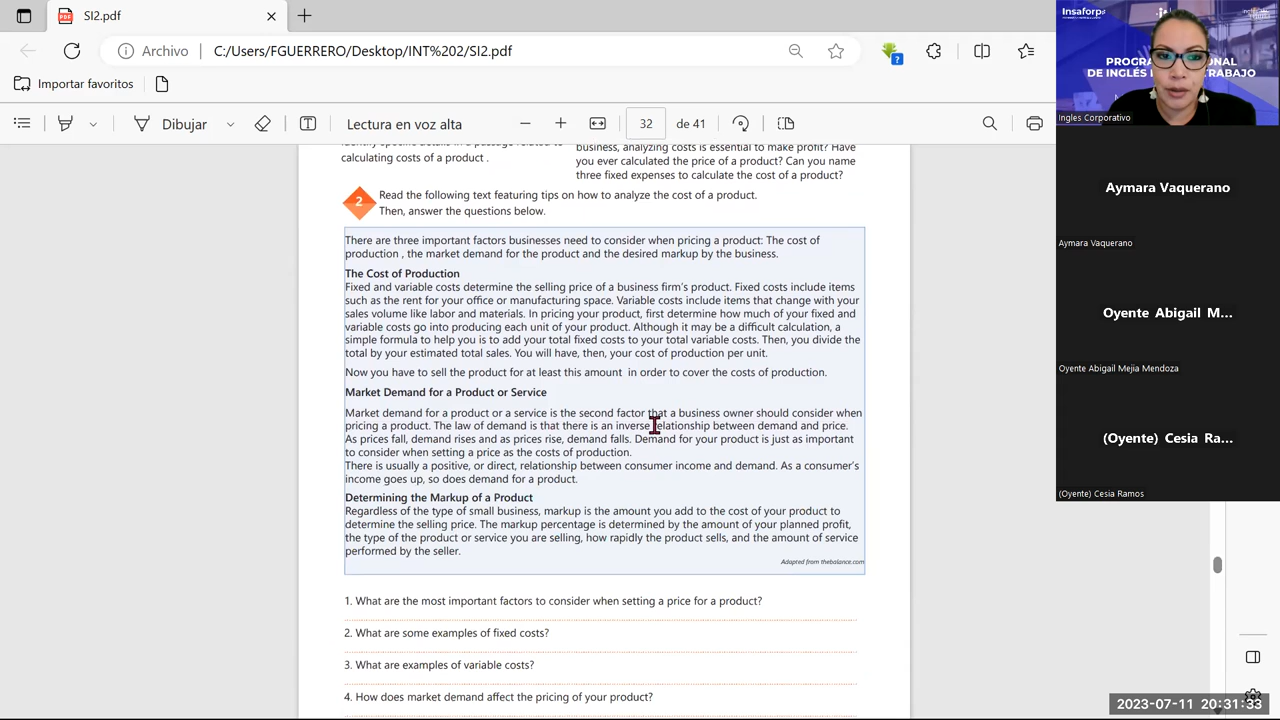 SI2.pdf
Archivo
C:/Users/FGUERRERO/Desktop/INT%202/SI2.pdf
Importar favoritos
Dibujar
Lectura en voz alta
32
de 41
calculating costs of a product .
business, analyzing costs is essential to make profit? Have
you ever calculated the price of a product? Can you name
three fixed expenses to calculate the cost of a product?
2
Read the following text featuring tips on how to analyze the cost of a product.
Then, answer the questions below.
There are three important factors businesses need to consider when pricing a product: The cost of
production , the market demand for the product and the desired markup by the business.
The Cost of Production
Fixed and variable costs determine the selling price of a business firm's product. Fixed costs include items
such as the rent for your office or manufacturing space. Variable costs include items that change with your
sales volume like labor and materials. In pricing your product, first determine how much of your fixed and
variable costs go into producing each unit of your product. Although it may be a difficult calculation, a
simple formula to help you is to add your total fixed costs to your total variable costs. Then, you divide the
total by your estimated total sales. You will have, then, your cost of production per unit.
Now you have to sell the product for at least this amount in order to cover the costs of production.
Market Demand for a Product or Service
Market demand for a product or a service is the second factor that a business owner should consider when
pricing a product. The law of demand is that there is an inverse relationship between demand and price.
As prices fall, demand rises and as prices rise, demand falls. Demand for your product is just as important
to consider when setting a price as the costs of production.
There is usually a positive, or direct, relationship between consumer income and demand. As a consumer's
income goes up, so does demand for a product.
Determining the Markup of a Product
Regardless of the type of small business, markup is the amount you add to the cost of your product to
determine the selling price. The markup percentage is determined by the amount of your planned profit,
the type of the product or service you are selling, how rapidly the product sells, and the amount of service
performed by the seller.
Adapted from thebalance.com
1. What are the most important factors to consider when setting a price for a product?
2. What are some examples of fixed costs?
3. What are examples of variable costs?
4. How does market demand affect the pricing of your product?
Insaforp
Ingles Corporativo
Aymara Vaquerano
Aymara Vaquerano
Oyente Abigail M...
Oyente Abigail Mejia Mendoza
(Oyente) Cesia Ra...
(Oyente) Cesia Ramos
2023-07-11 20:31:33